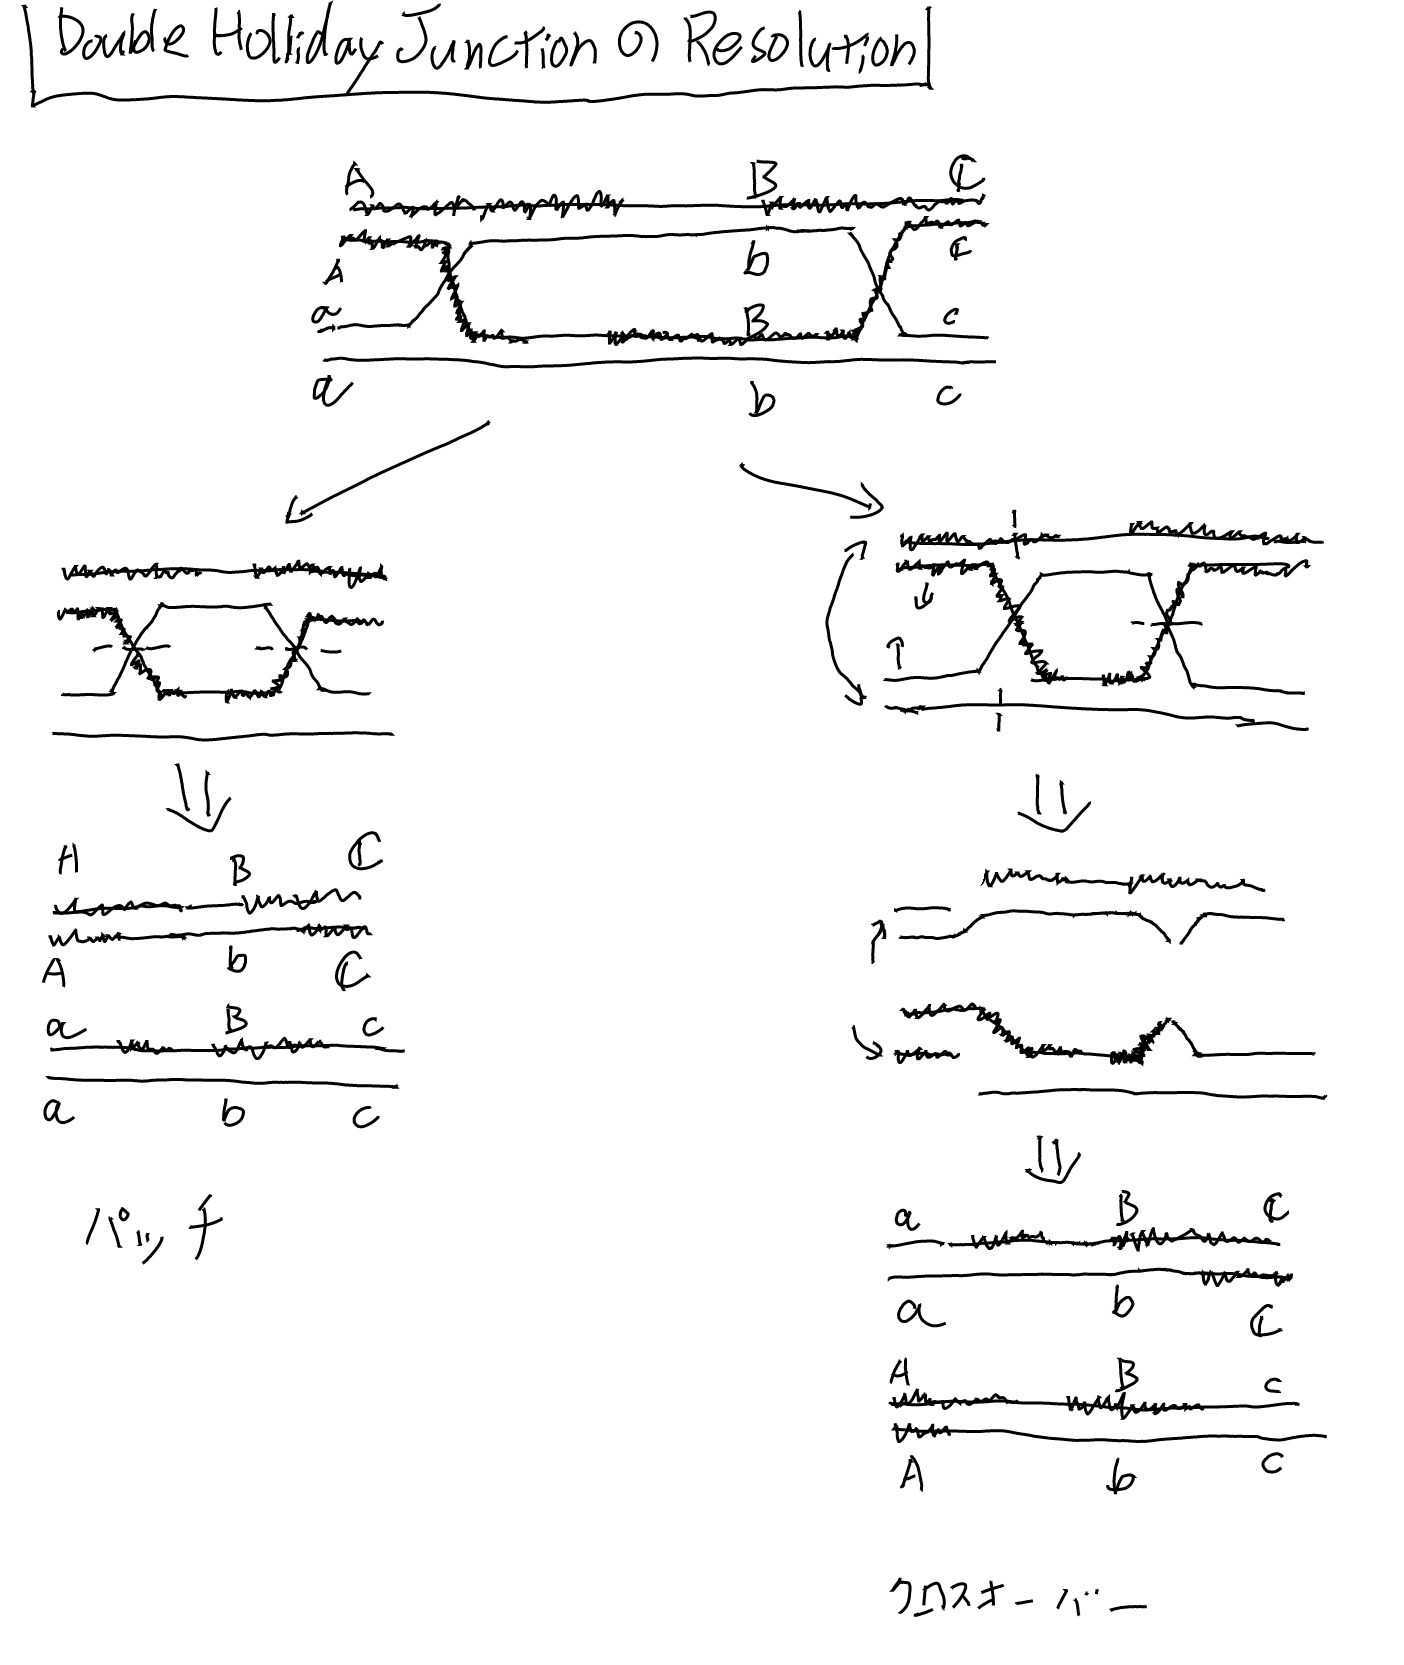 Double Holliday Junction の Resolution
A B C
A b C
a B c
a b c
A B C
A b C
a B c
a b c
パッチ
a B C
a b C
A B c
A b c
クロスオーバー